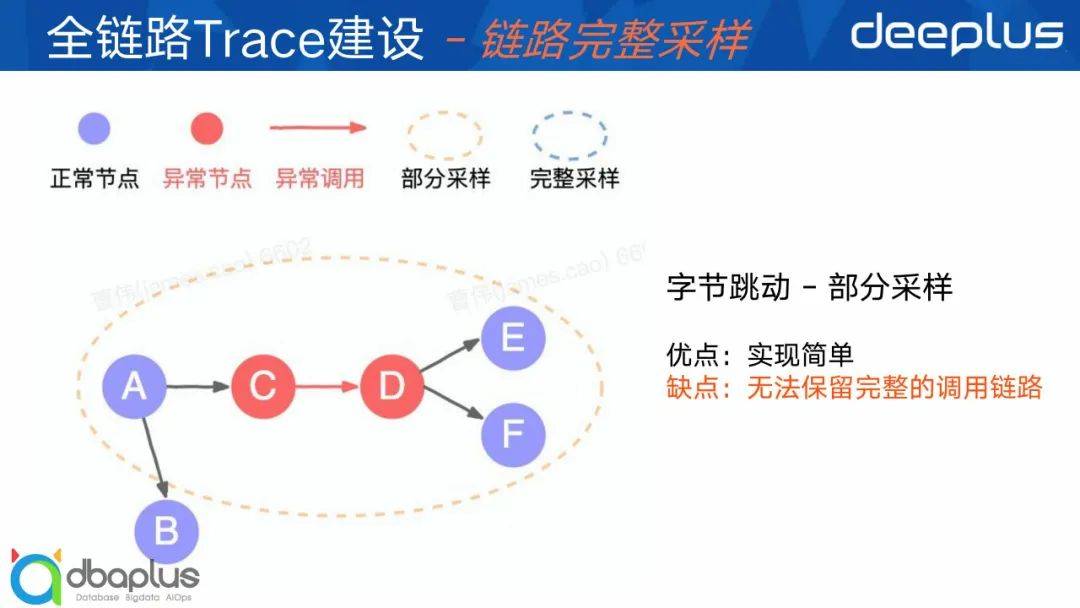 全链路Trace建设 - 链路完整采样
deeplus
正常节点 异常节点 异常调用 部分采样 完整采样
曹伟(james.cao) 6602
曹伟(james.cao) 66
字节跳动 - 部分采样
优点：实现简单
缺点：无法保留完整的调用链路
E
A C D
F
B
dbaplus
Database Bigdata AIOps